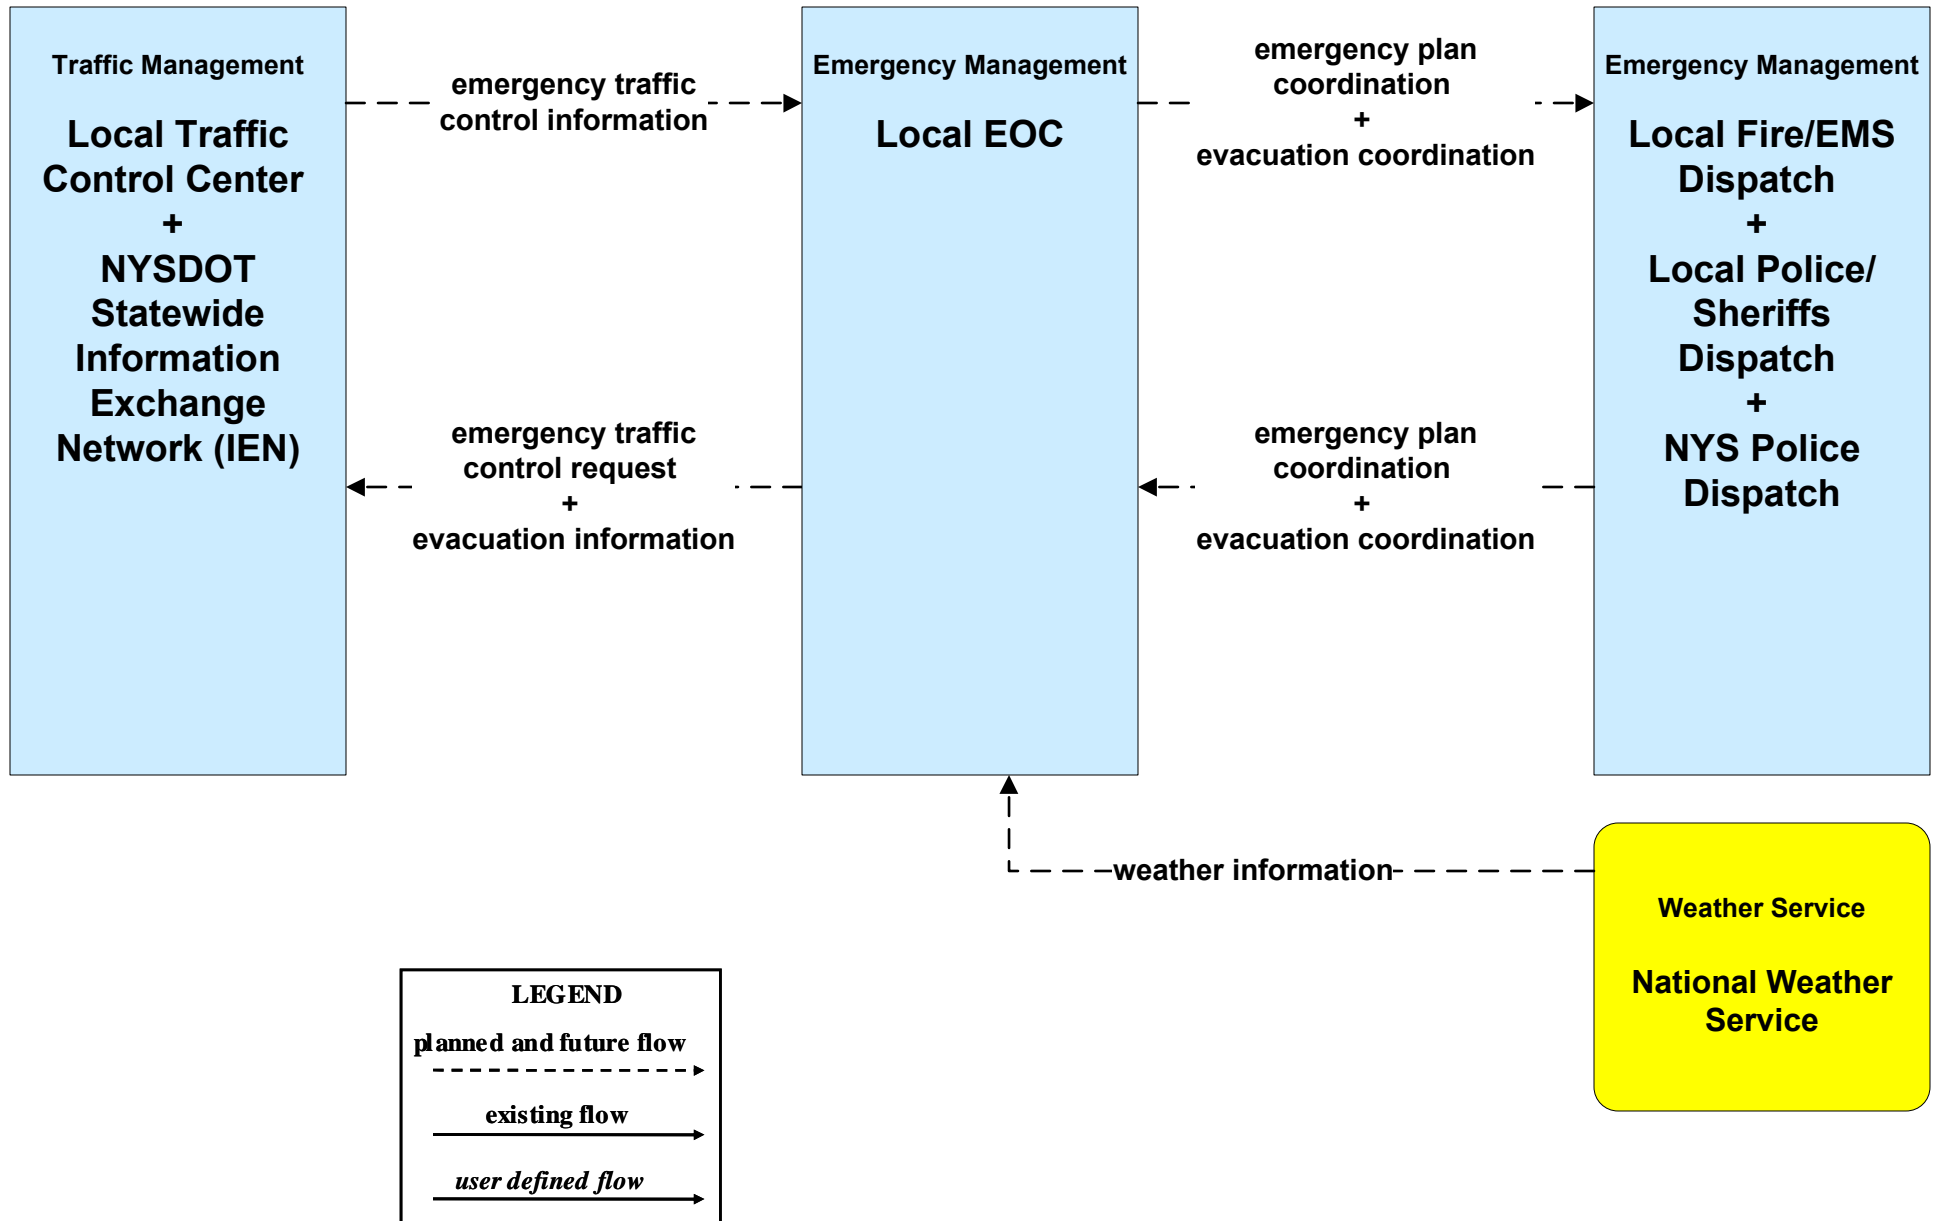 Traffic Management
Local Traffic
Control Center
+
NYSDOT
Statewide
Information
Exchange
Network (IEN)
emergency traffic
control information
emergency traffic
control request
+
evacuation information
Emergency Management
Local EOC
emergency plan
coordination
+
evacuation coordination
emergency plan
coordination
+
evacuation coordination
Emergency Management
Local Fire/EMS
Dispatch
+
Local Police/
Sheriffs
Dispatch
+
NYS Police
Dispatch
weather information
Weather Service
National Weather
Service
LEGEND
planned and future flow
existing flow
user defined flow